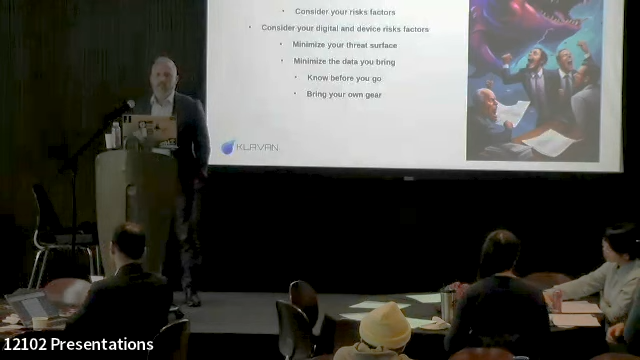 Consider your risks factors
Consider your digital and device risks factors
Minimize your threat surface
Minimize the data you bring
Know before you go
Bring your own gear
KLAVAN
12102 Presentations